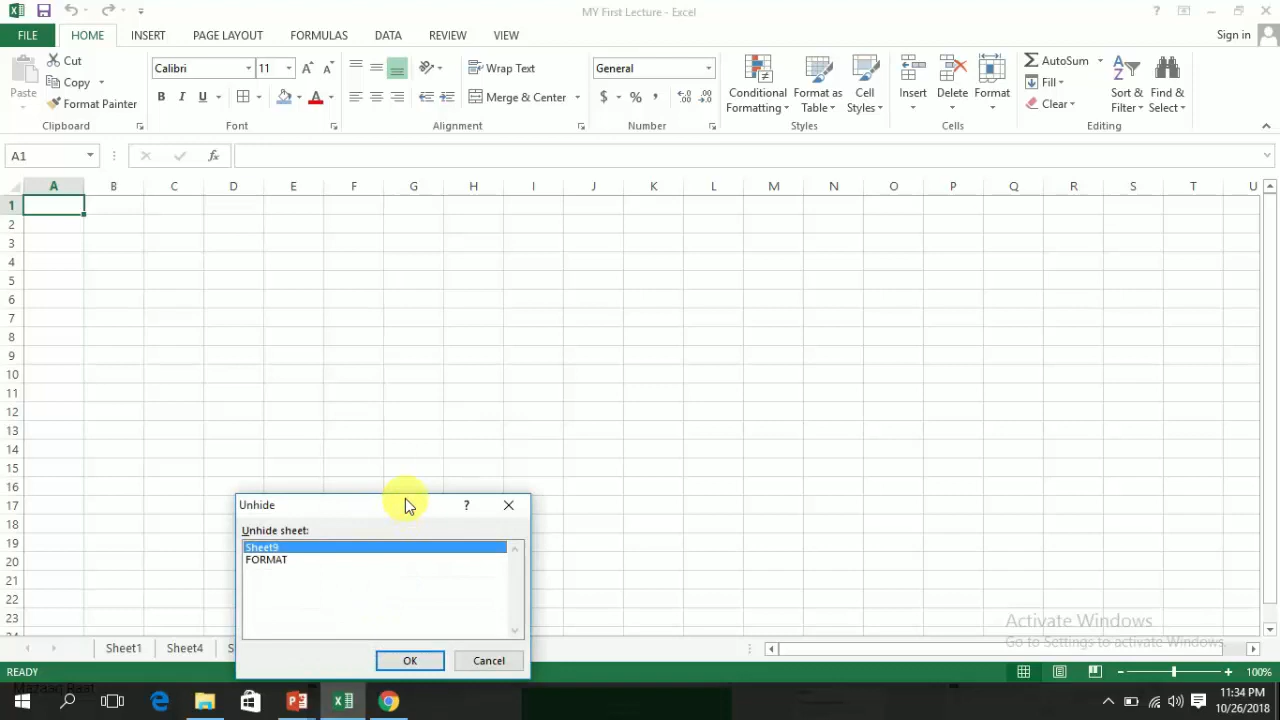 MY First Lecture - Excel
FILE HOME INSERT PAGE LAYOUT FORMULAS DATA REVIEW VIEW Sign in
Paste
Cut
Copy
Format Painter
Clipboard
Calibri 11
B I U A
Font
Wrap Text
Merge & Center
Alignment
General
$ % ,
Number
Conditional Formatting
Format as Table
Cell Styles
Styles
Insert
Delete
Format
Cells
AutoSum
Fill
Clear
Sort & Filter
Find & Select
Editing
A1 fx
A B C D E F G H I J K L M N O P Q R S T U
1
2
3
4
5
6
7
8
9
10
11
12
13
14
15
16
17
18
19
20
21
22
23
Unhide ?
Unhide sheet:
Sheet9
FORMAT
OK Cancel
Activate Windows
Go to Settings to activate Windows.
Sheet1 Sheet4
READY 100%
11:34 PM
10/26/2018